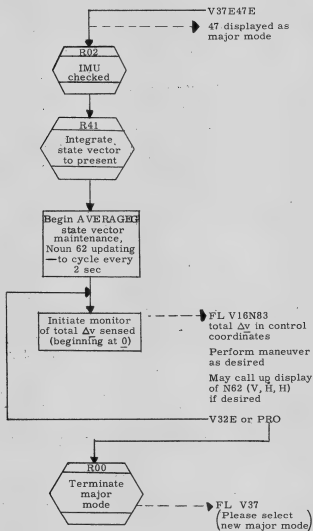 V37E47E
47 displayed as
major mode
R02
IMU
checked
R41
Integrate
state vector
to present
Begin AVERAGEG
state vector
maintenance,
Noun 62 updating
—to cycle every
2 sec
Initiate monitor
of total Δv sensed
(beginning at 0)
FL V16N83
total Δv in control
coordinates
Perform maneuver
as desired
May call up display
of N62 (V, Ḣ, H)
if desired
V32E or PRO
R00
Terminate
major
mode
FL V37
(Please select
new major mode)